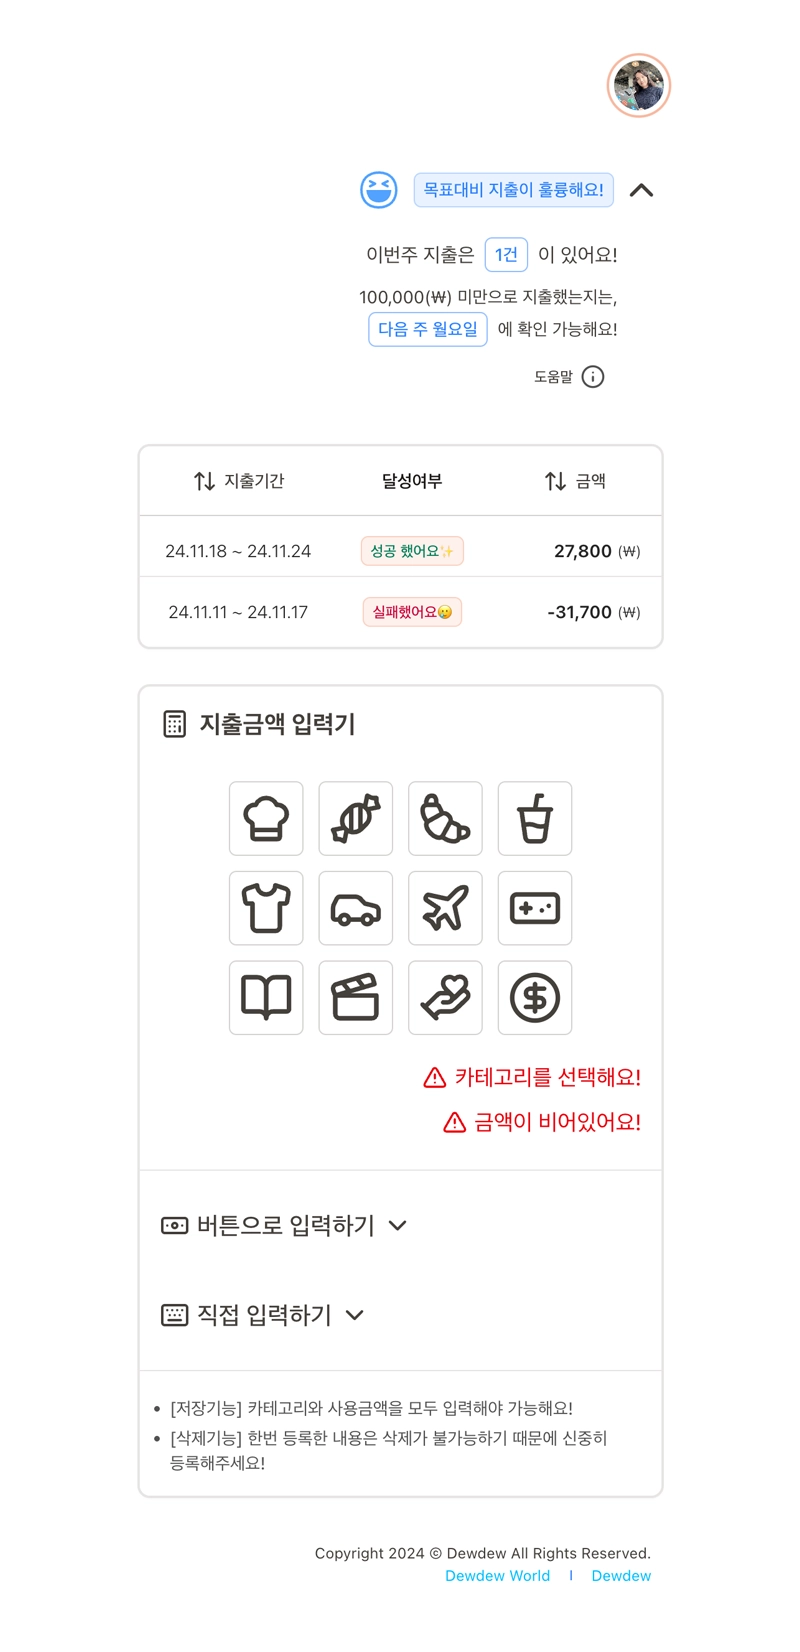 목표대비 지출이 훌륭해요!
이번주 지출은 1건 이 있어요!
100,000(₩) 미만으로 지출했는지는,
다음 주 월요일 에 확인 가능해요!
도움말
지출기간 달성여부 금액
24.11.18 ~ 24.11.24 성공 했어요✨ 27,800 (₩)
24.11.11 ~ 24.11.17 실패했어요🥲 -31,700 (₩)
지출금액 입력기
카테고리를 선택해요!
금액이 비어있어요!
버튼으로 입력하기
직접 입력하기
• [저장기능] 카테고리와 사용금액을 모두 입력해야 가능해요!
• [삭제기능] 한번 등록한 내용은 삭제가 불가능하기 때문에 신중히
등록해주세요!
Copyright 2024 © Dewdew All Rights Reserved.
Dewdew World | Dewdew